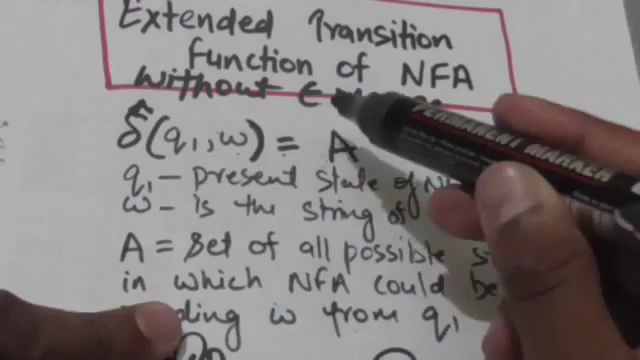 Extended Transition
function of NFA
without ϵ
PERMANENT MARKER
δ̂(q1,w) = A
q1 - present state of N
w - is the string of
A = Set of all possible s
in which NFA could be
ding w from q1